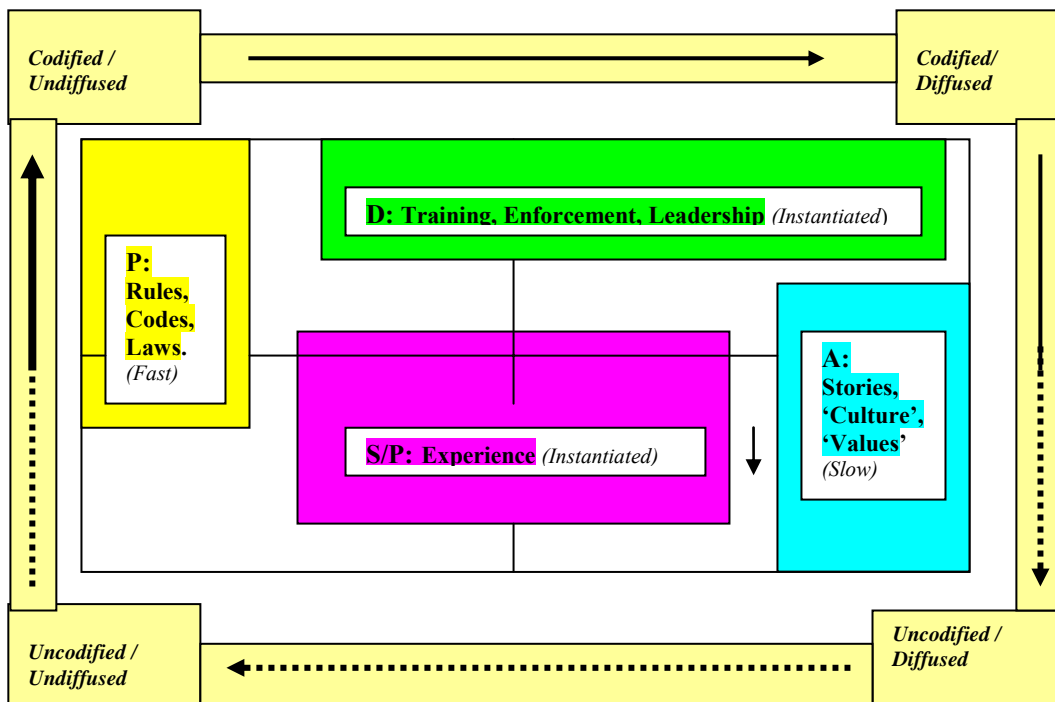 Codified /
Undiffused
Codified/
Diffused
D: Training, Enforcement, Leadership (Instantiated)
P:
Rules,
Codes,
Laws.
(Fast)
A:
Stories,
‘Culture’,
‘Values’
(Slow)
S/P: Experience (Instantiated)
Uncodified /
Undiffused
Uncodified /
Diffused